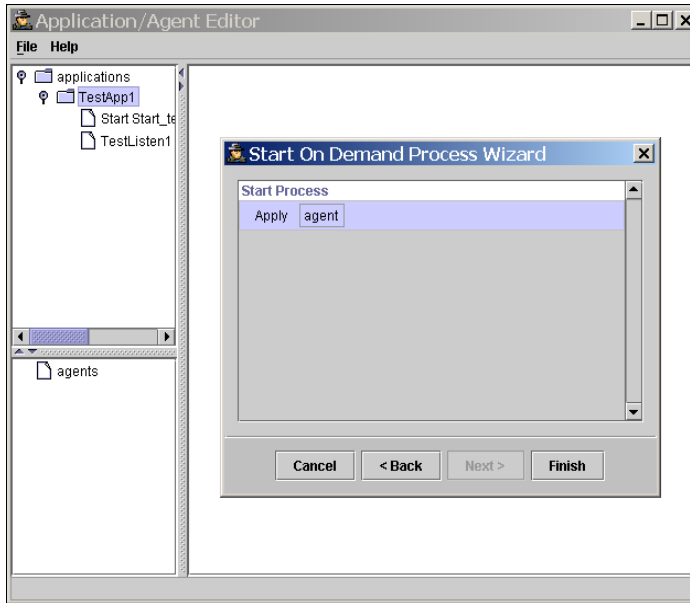 Application/Agent Editor
File Help
applications
TestApp1
Start Start_te
TestListen1
agents
Start On Demand Process Wizard
Start Process
Apply agent
Cancel < Back Next > Finish